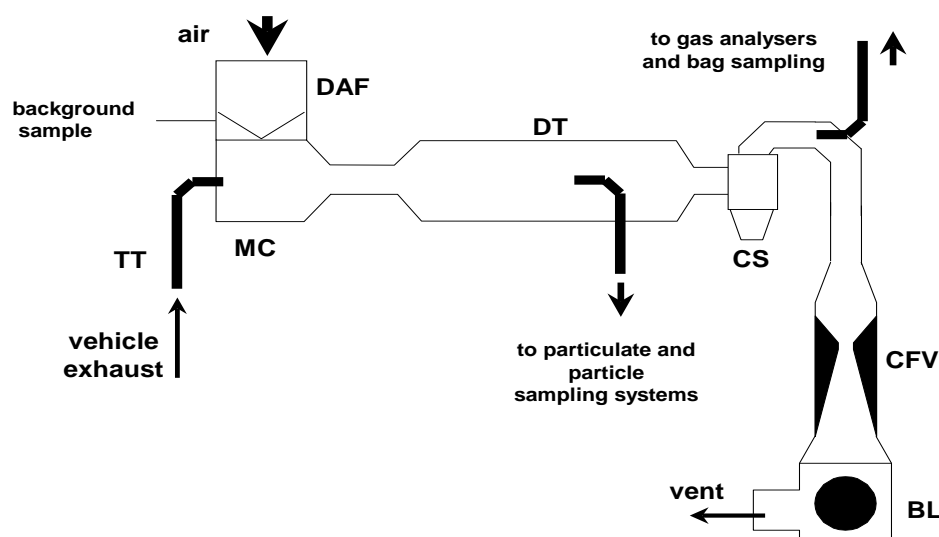 air
to gas analysers
and bag sampling
DAF
background
sample
DT
TT
MC
CS
vehicle
exhaust
to particulate and
particle
sampling systems
CFV
vent
BL